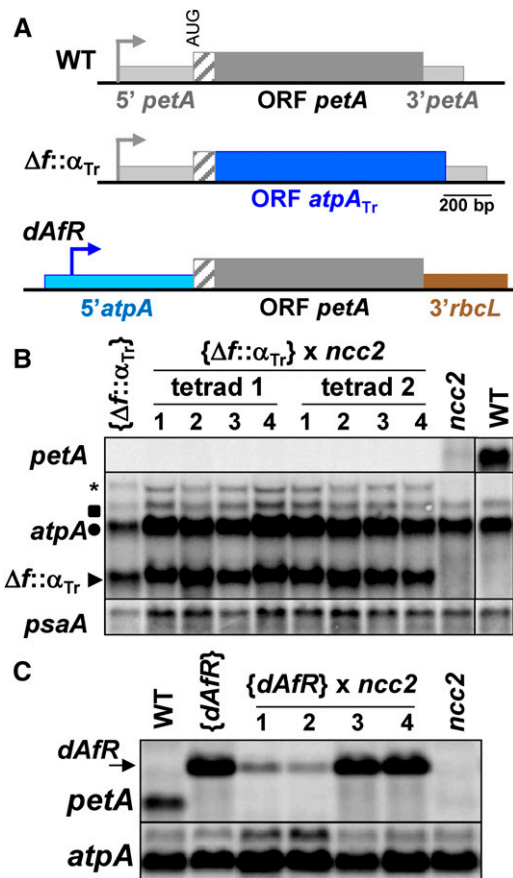 A
AUG
WT
5' petA
ORF petA
3'petA
Δf::αTr
ORF atpATr
200 bp
dAfR
5'atpA
ORF petA
3'rbcL
B
{Δf::αTr}
{Δf::αTr} x ncc2
tetrad 1
tetrad 2
ncc2
WT
1 2 3 4 1 2 3 4
petA
*
■
atpA●
Δf::αTr►
psaA
C
WT
{dAfR}
{dAfR} x ncc2
1 2 3 4
ncc2
dAfR
petA
atpA